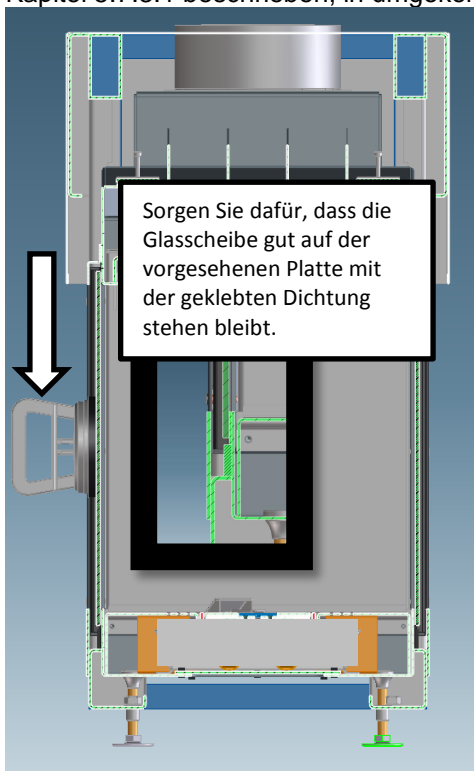 Sorgen Sie dafür, dass die
Glasscheibe gut auf der
vorgesehenen Platte mit
der geklebten Dichtung
stehen bleibt.